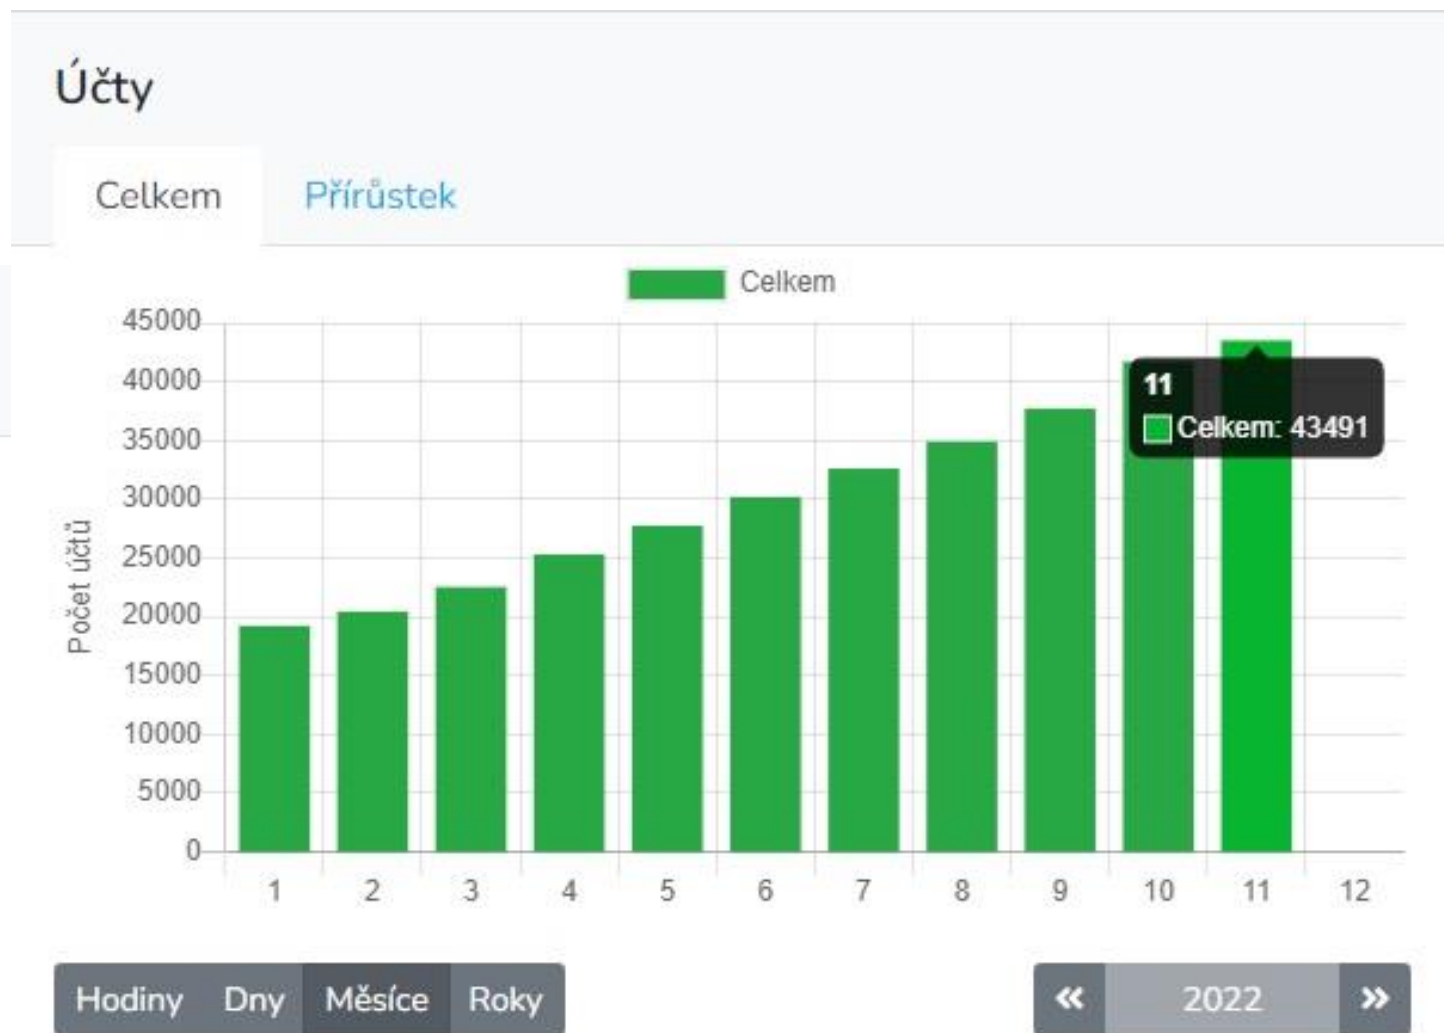 Účty
Celkem Přírůstek
Celkem
45000
40000
35000
30000
25000
20000
15000
10000
5000
0
Počet účtů
11
Celkem: 43491
1 2 3 4 5 6 7 8 9 10 11 12
Hodiny Dny Měsíce Roky « 2022 »